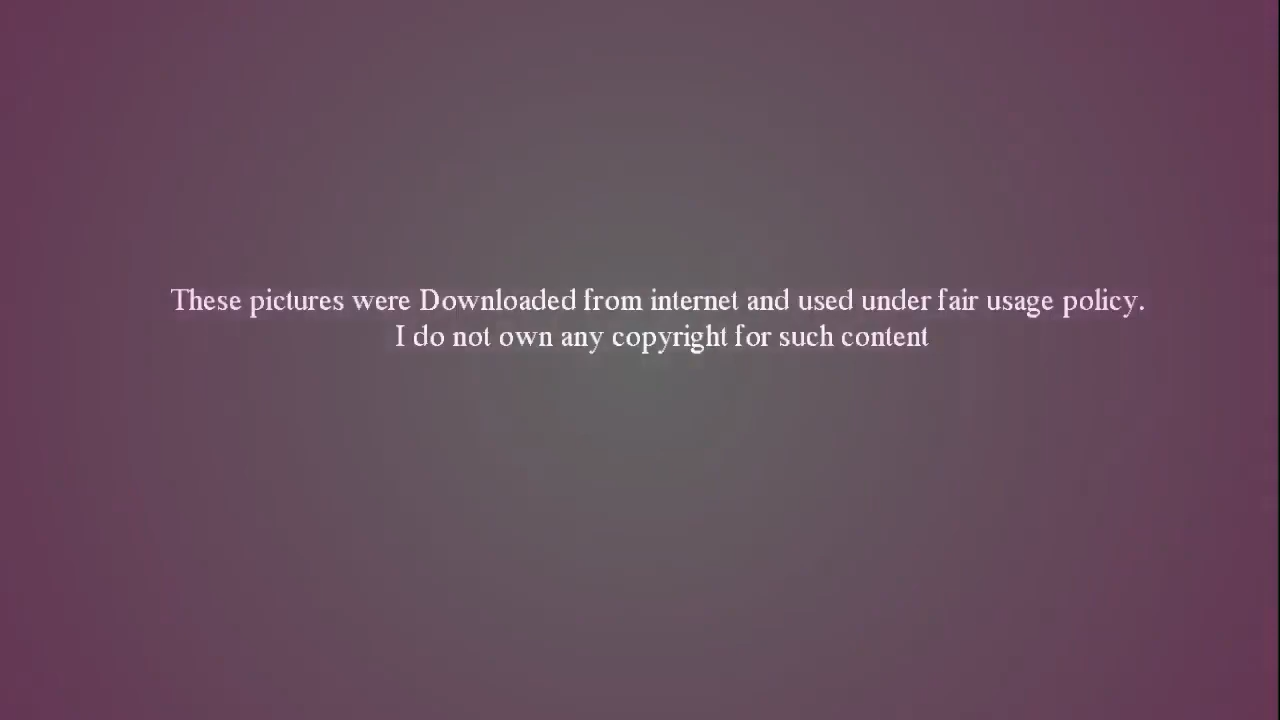 These pictures were Downloaded from internet and used under fair usage policy.
I do not own any copyright for such content